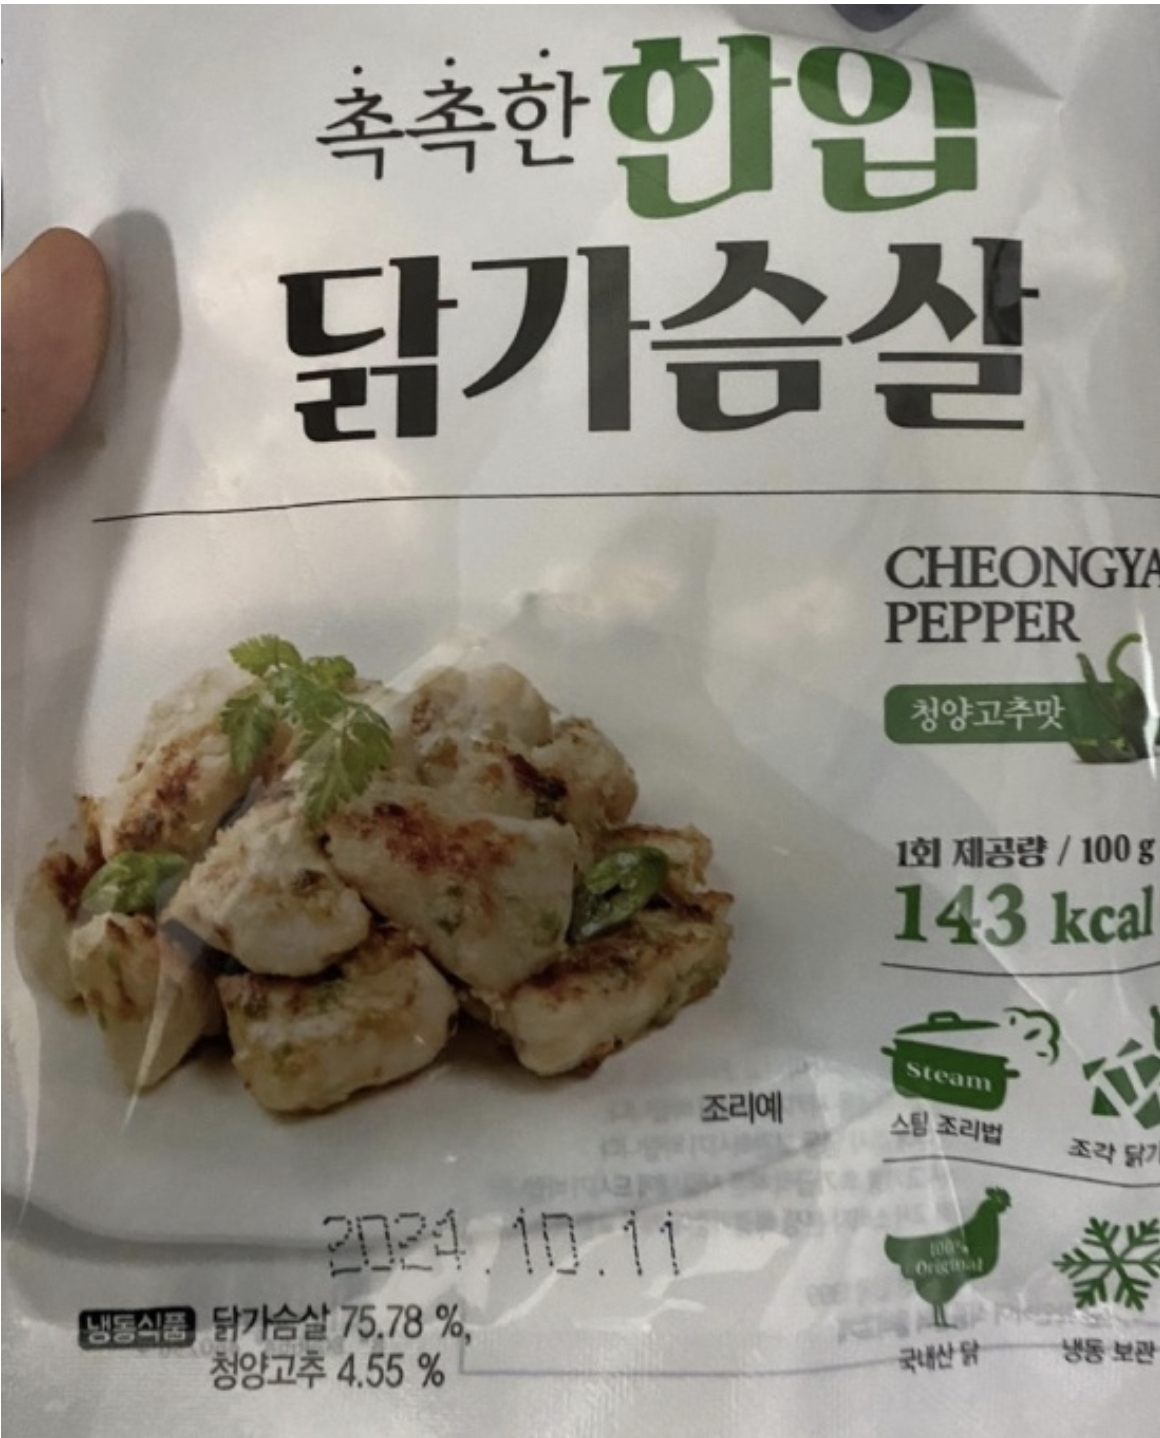 촉촉한 한입
닭가슴살
CHEONGYA
PEPPER
청양고추맛
1회 제공량 / 100 g
143 kcal
Steam
스팀 조리법
조각 닭가
조리예
2024.10.11
100%
Original
국내산 닭
냉동 보관
냉동식품 닭가슴살 75.78 %,
청양고추 4.55 %